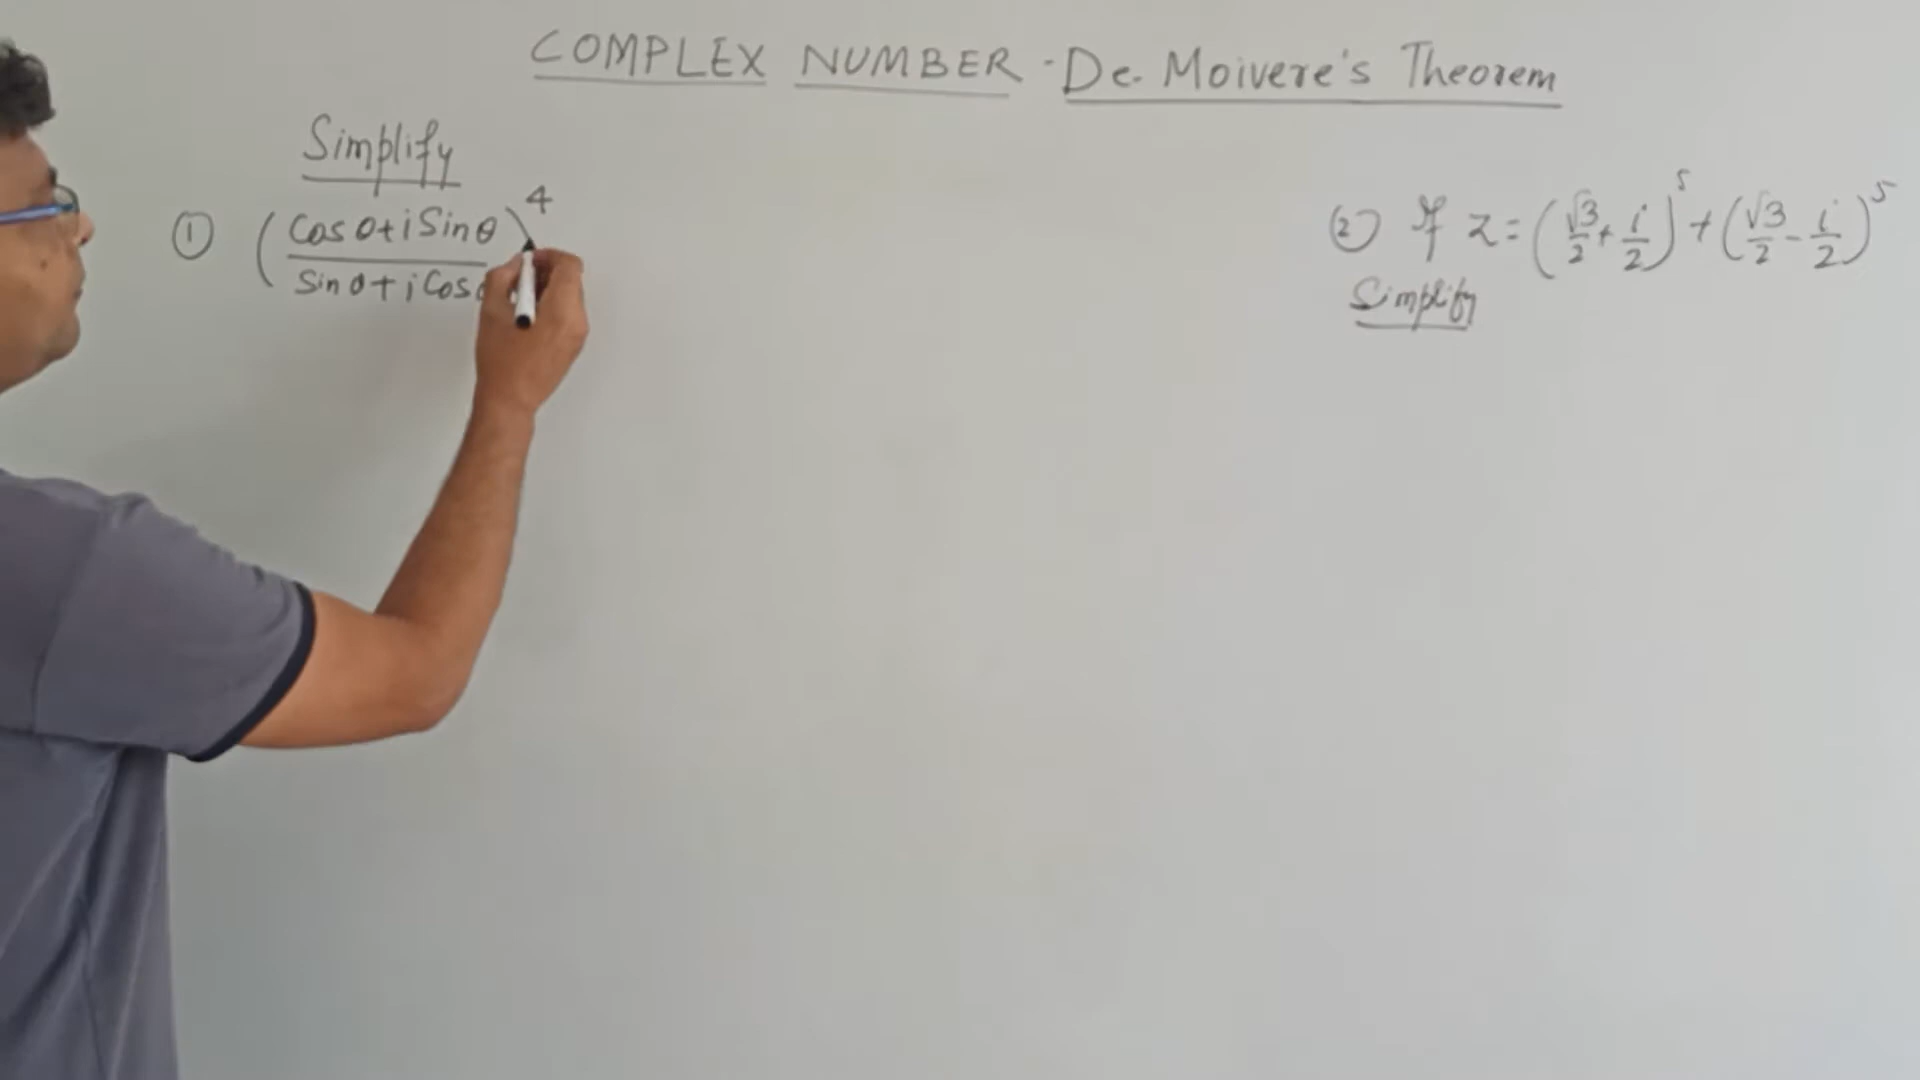 COMPLEX NUMBER - De. Moivere's Theorem
Simplify
① (Cos θ + i Sin θ / Sin θ + i Cos)⁴
② If z = (√3/2 + i/2)⁵ + (√3/2 - i/2)⁵
Simplify